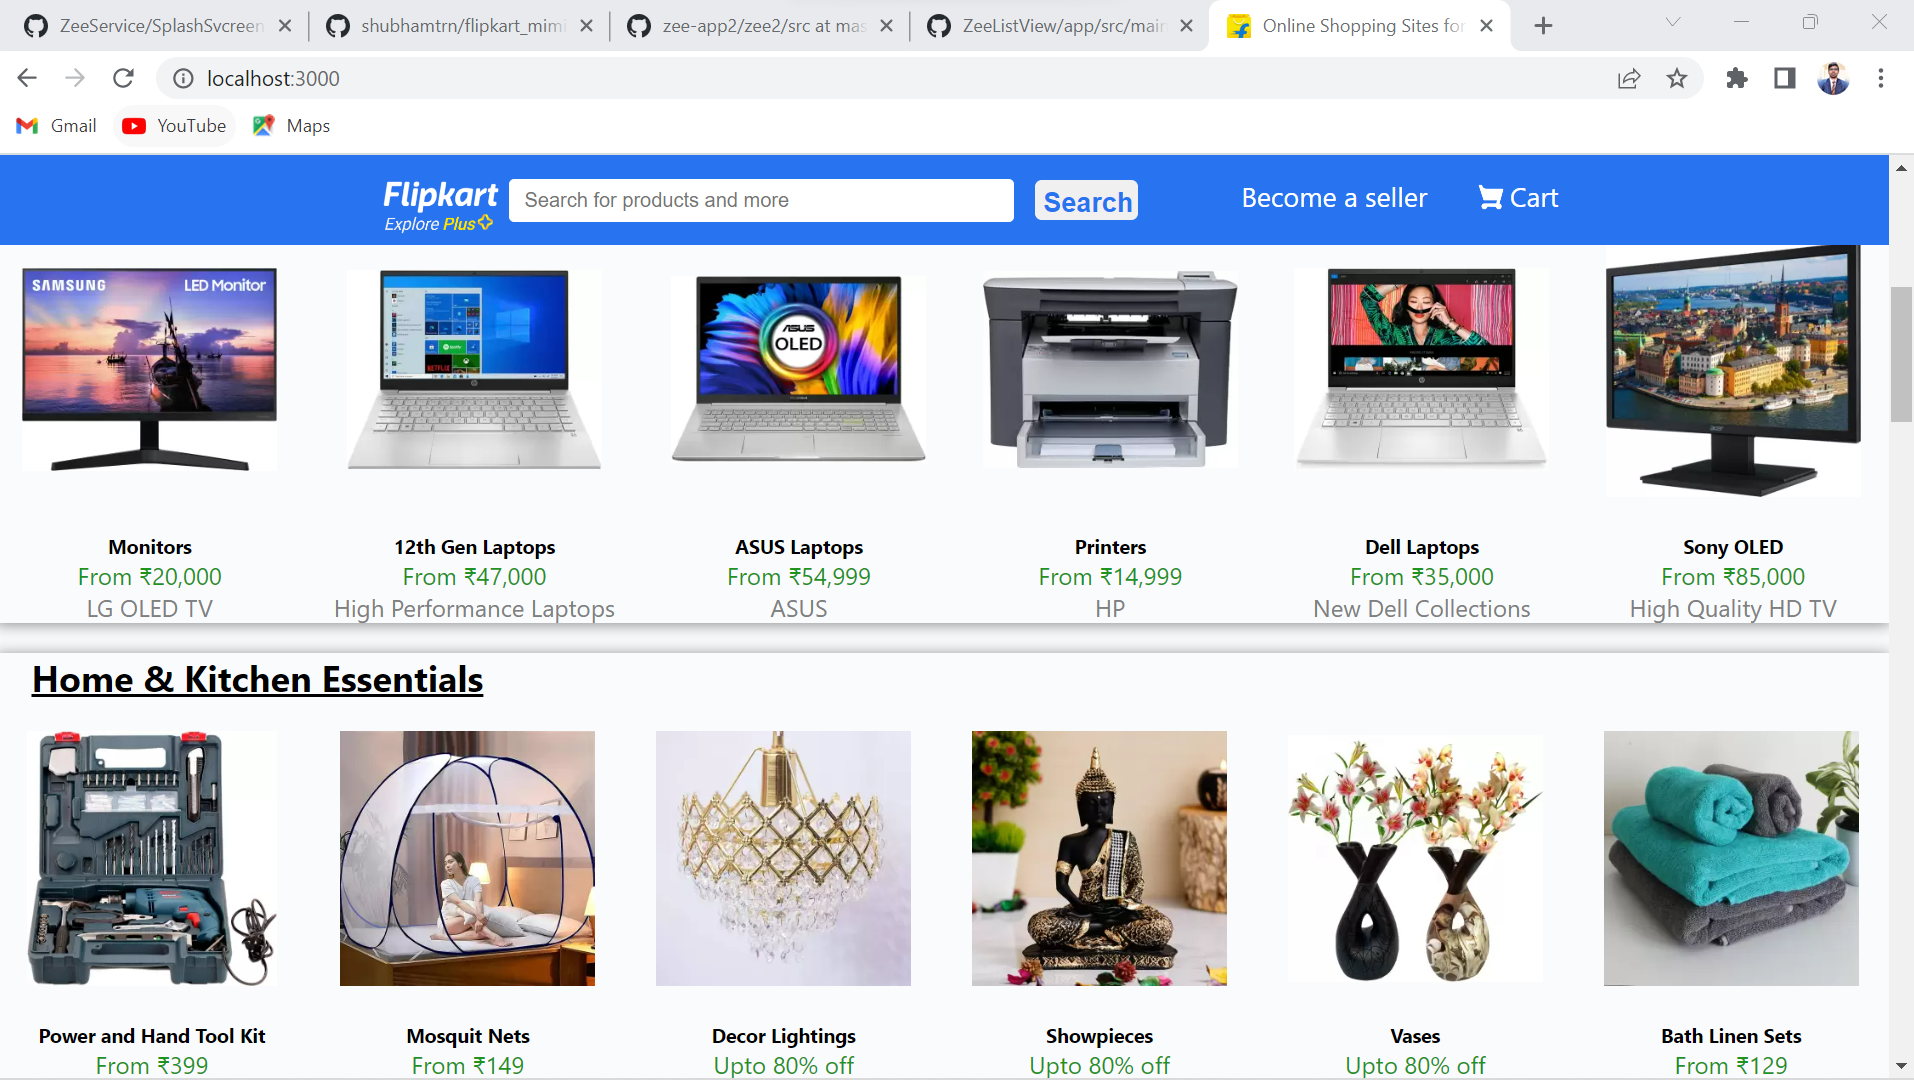 ZeeService/SplashSvcreen
shubhamtrn/flipkart_mimi
zee-app2/zee2/src at mas
ZeeListView/app/src/main
Online Shopping Sites for
localhost:3000
Gmail
YouTube
Maps
Flipkart
Explore Plus
Search for products and more
Search
Become a seller
Cart
SAMSUNG
LED Monitor
ASUS
OLED
acer
Monitors
12th Gen Laptops
ASUS Laptops
Printers
Dell Laptops
Sony OLED
From ₹20,000
From ₹47,000
From ₹54,999
From ₹14,999
From ₹35,000
From ₹85,000
LG OLED TV
High Performance Laptops
ASUS
HP
New Dell Collections
High Quality HD TV
Home & Kitchen Essentials
Power and Hand Tool Kit
Mosquit Nets
Decor Lightings
Showpieces
Vases
Bath Linen Sets
From ₹399
From ₹149
Upto 80% off
Upto 80% off
Upto 80% off
From ₹129